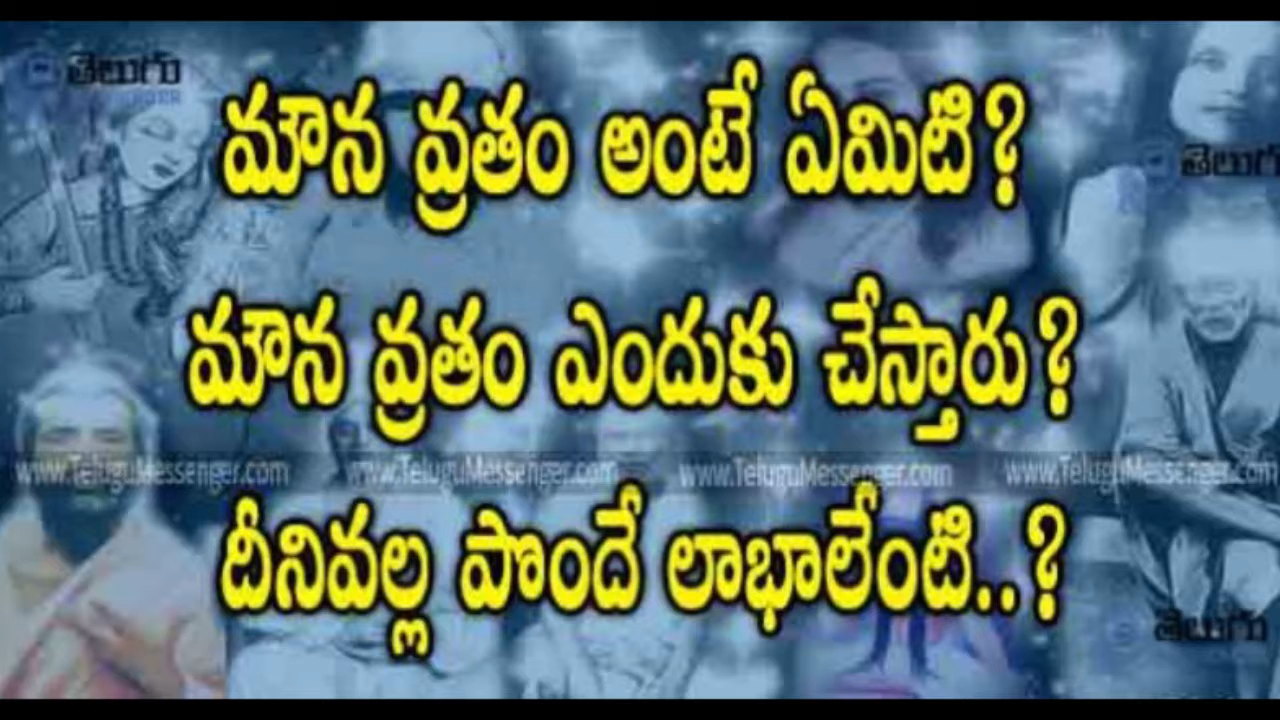 తెలుగు
మౌన వ్రతం అంటే ఏమిటి?
తెలుగు
మౌన వ్రతం ఎందుకు చేస్తారు?
www.TeluguMessenger.com www.TeluguMessenger.com www.TeluguMessenger.com www.TeluguMessenger.com
దీనివల్ల పొందే లాభాలేంటి..?
తెలుగు